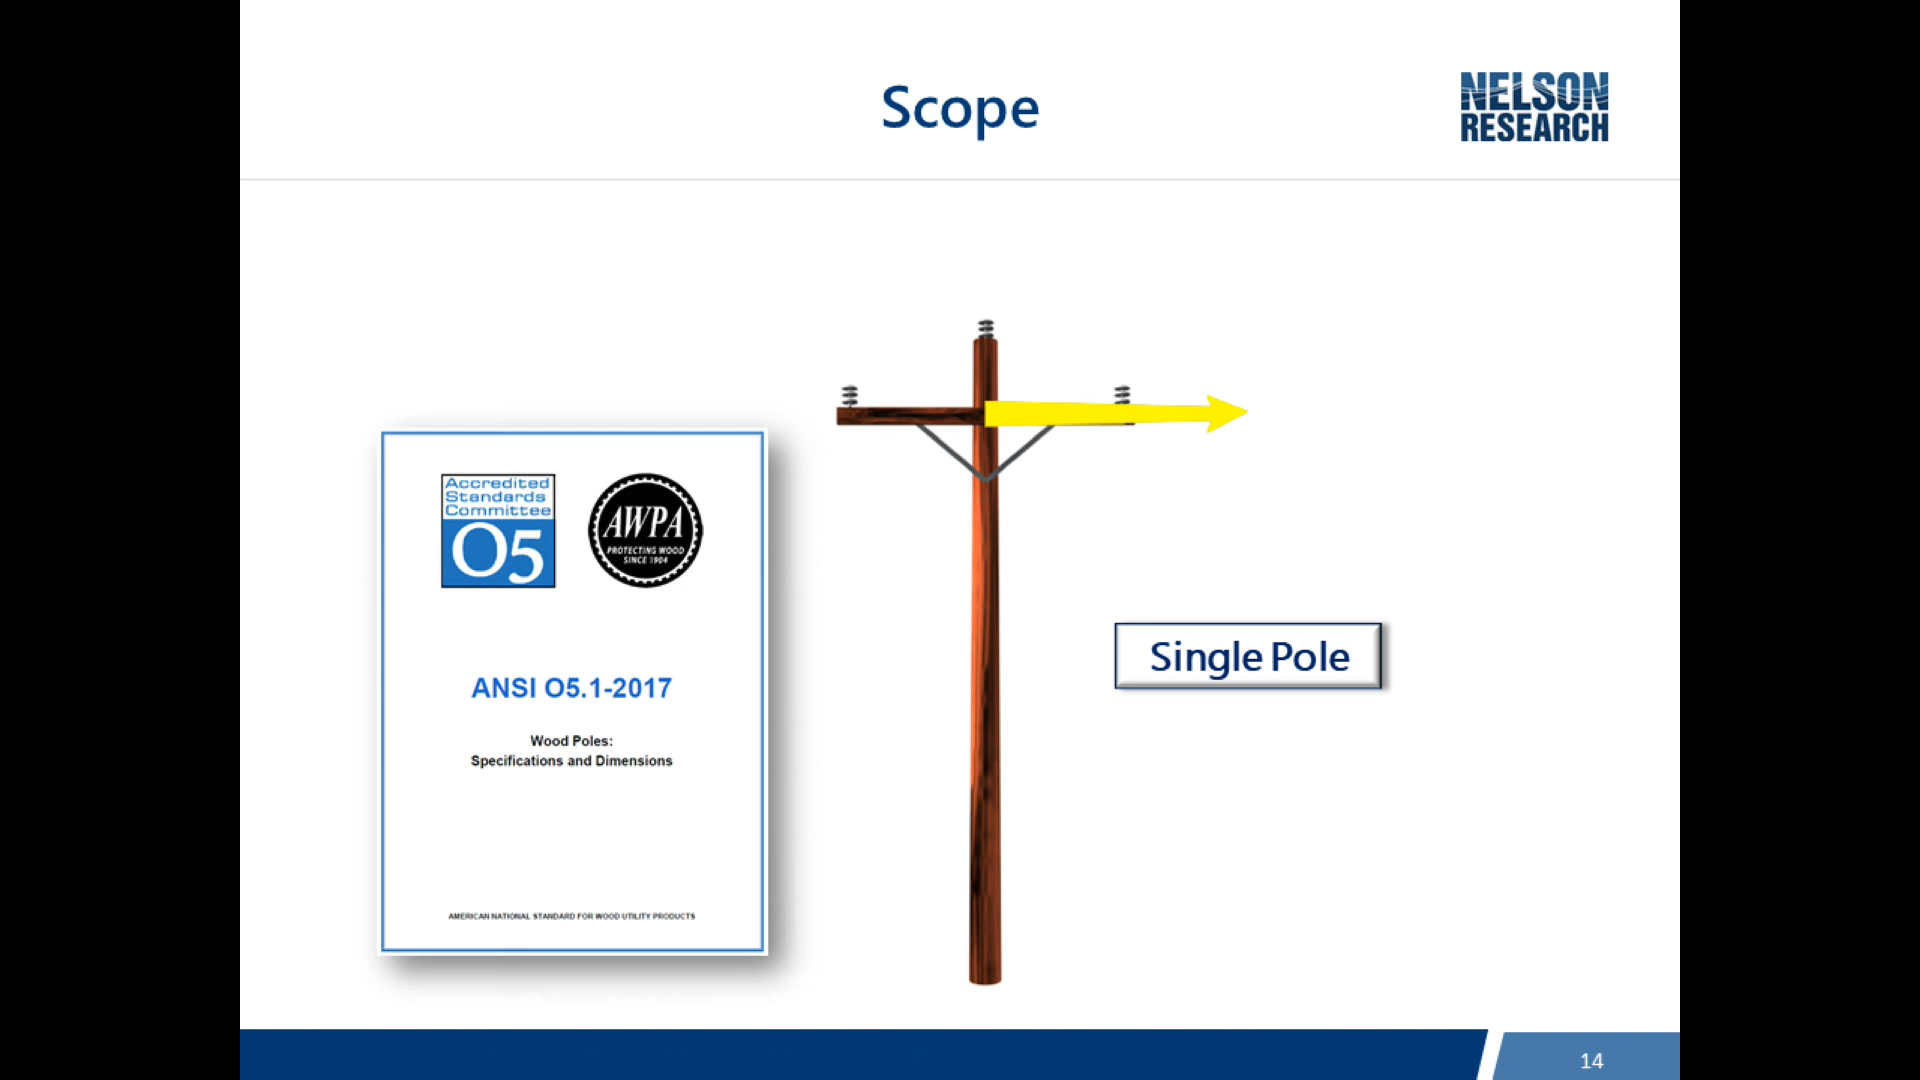 Scope
NELSON
RESEARCH
Accredited
Standards
Committee
O5
AWPA
PROTECTING WOOD
SINCE 1904
ANSI O5.1-2017
Wood Poles:
Specifications and Dimensions
AMERICAN NATIONAL STANDARD FOR WOOD UTILITY PRODUCTS
Single Pole
14